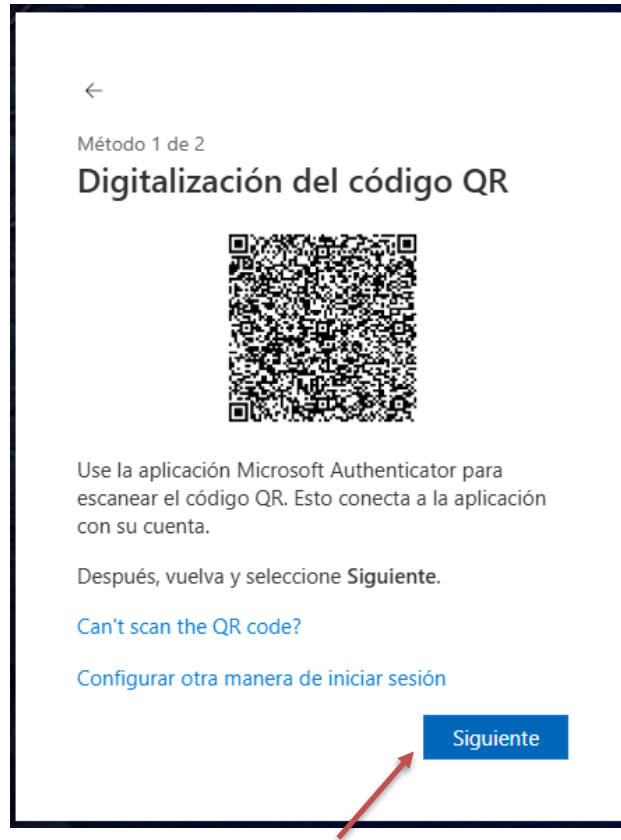 Método 1 de 2
Digitalización del código QR
Use la aplicación Microsoft Authenticator para
escanear el código QR. Esto conecta a la aplicación
con su cuenta.
Después, vuelva y seleccione Siguiente.
Can't scan the QR code?
Configurar otra manera de iniciar sesión
Siguiente